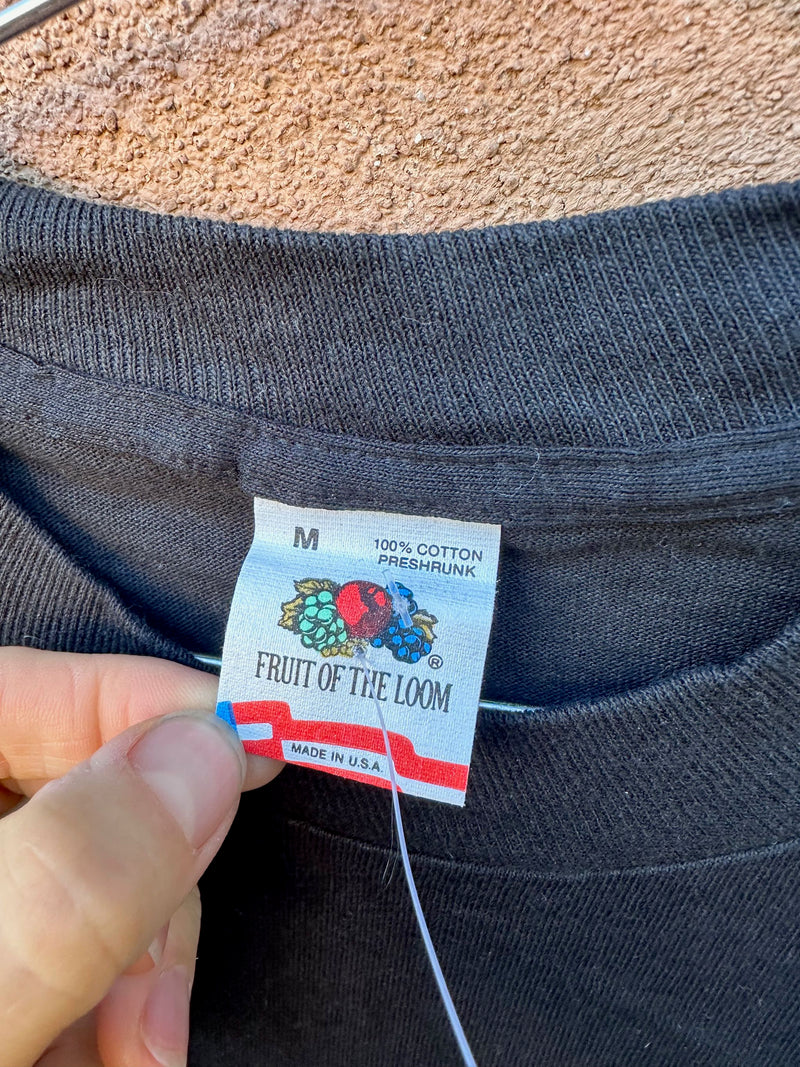 M
100% COTTON
PRESHRUNK
®
FRUIT OF THE LOOM
MADE IN U.S.A.